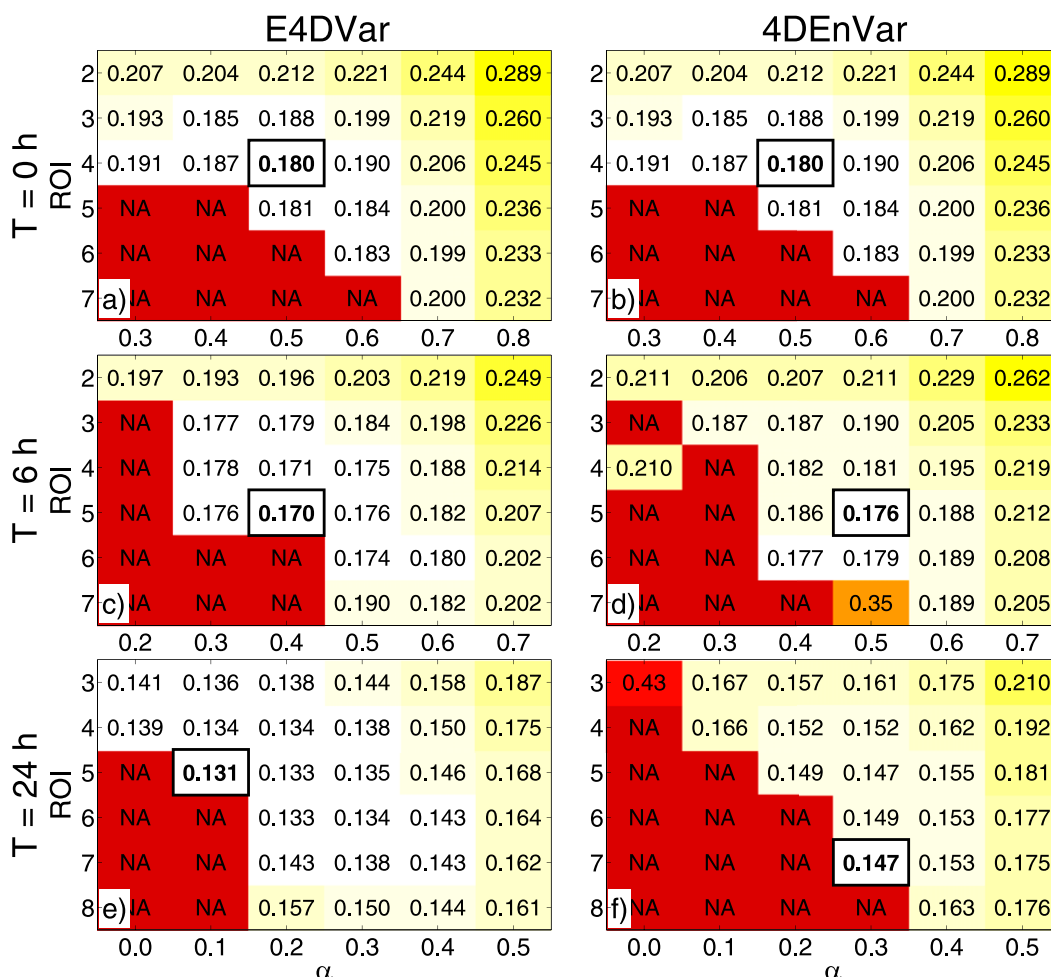 E4DVar 4DEnVar
T = 0 h
ROI
2 0.207 0.204 0.212 0.221 0.244 0.289 0.207 0.204 0.212 0.221 0.244 0.289
3 0.193 0.185 0.188 0.199 0.219 0.260 0.193 0.185 0.188 0.199 0.219 0.260
4 0.191 0.187 0.180 0.190 0.206 0.245 0.191 0.187 0.180 0.190 0.206 0.245
5 NA NA 0.181 0.184 0.200 0.236 NA NA 0.181 0.184 0.200 0.236
6 NA NA NA 0.183 0.199 0.233 NA NA NA 0.183 0.199 0.233
7 a) NA NA NA NA 0.200 0.232 b) NA NA NA NA 0.200 0.232
0.3 0.4 0.5 0.6 0.7 0.8 0.3 0.4 0.5 0.6 0.7 0.8
T = 6 h
ROI
2 0.197 0.193 0.196 0.203 0.219 0.249 0.211 0.206 0.207 0.211 0.229 0.262
3 NA 0.177 0.179 0.184 0.198 0.226 NA 0.187 0.187 0.190 0.205 0.233
4 NA 0.178 0.171 0.175 0.188 0.214 0.210 NA 0.182 0.181 0.195 0.219
5 NA 0.176 0.170 0.176 0.182 0.207 NA NA 0.186 0.176 0.188 0.212
6 NA NA NA 0.174 0.180 0.202 NA NA 0.177 0.179 0.189 0.208
7 c) NA NA NA 0.190 0.182 0.202 d) NA NA NA 0.35 0.189 0.205
0.2 0.3 0.4 0.5 0.6 0.7 0.2 0.3 0.4 0.5 0.6 0.7
T = 24 h
ROI
3 0.141 0.136 0.138 0.144 0.158 0.187 0.43 0.167 0.157 0.161 0.175 0.210
4 0.139 0.134 0.134 0.138 0.150 0.175 NA 0.166 0.152 0.152 0.162 0.192
5 NA 0.131 0.133 0.135 0.146 0.168 NA NA 0.149 0.147 0.155 0.181
6 NA NA 0.133 0.134 0.143 0.164 NA NA NA 0.149 0.153 0.177
7 NA NA 0.143 0.138 0.143 0.162 NA NA NA 0.147 0.153 0.175
8 e) NA NA 0.157 0.150 0.144 0.161 f) NA NA NA NA 0.163 0.176
0.0 0.1 0.2 0.3 0.4 0.5 0.0 0.1 0.2 0.3 0.4 0.5
α α